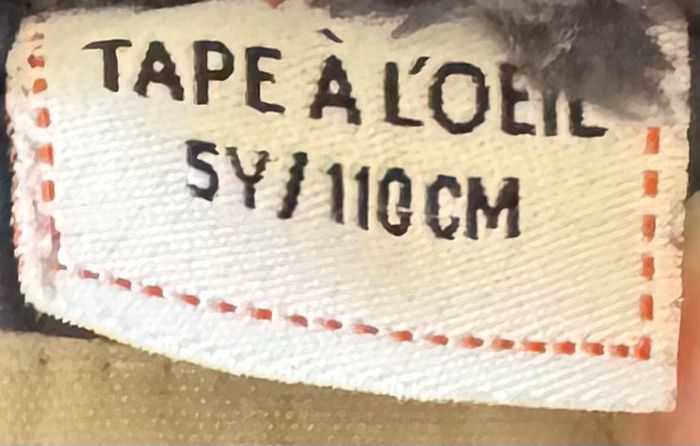 TAPE À L'OEIL
5Y/110CM